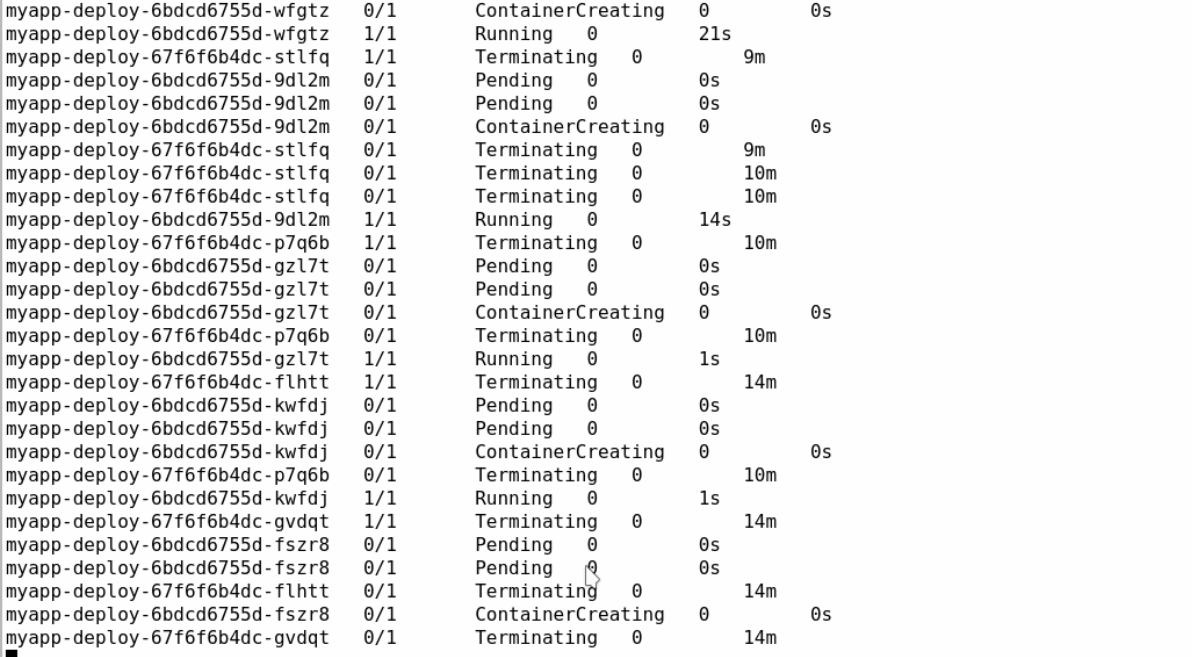 myapp-deploy-6bdcd6755d-wfgtz   0/1       ContainerCreating   0         0s
myapp-deploy-6bdcd6755d-wfgtz   1/1       Running   0         21s
myapp-deploy-67f6f6b4dc-stlfq   1/1       Terminating   0         9m
myapp-deploy-6bdcd6755d-9dl2m   0/1       Pending   0         0s
myapp-deploy-6bdcd6755d-9dl2m   0/1       Pending   0         0s
myapp-deploy-6bdcd6755d-9dl2m   0/1       ContainerCreating   0         0s
myapp-deploy-67f6f6b4dc-stlfq   0/1       Terminating   0         9m
myapp-deploy-67f6f6b4dc-stlfq   0/1       Terminating   0         10m
myapp-deploy-67f6f6b4dc-stlfq   0/1       Terminating   0         10m
myapp-deploy-6bdcd6755d-9dl2m   1/1       Running   0         14s
myapp-deploy-67f6f6b4dc-p7q6b   1/1       Terminating   0         10m
myapp-deploy-6bdcd6755d-gzl7t   0/1       Pending   0         0s
myapp-deploy-6bdcd6755d-gzl7t   0/1       Pending   0         0s
myapp-deploy-6bdcd6755d-gzl7t   0/1       ContainerCreating   0         0s
myapp-deploy-67f6f6b4dc-p7q6b   0/1       Terminating   0         10m
myapp-deploy-6bdcd6755d-gzl7t   1/1       Running   0         1s
myapp-deploy-67f6f6b4dc-flhtt   1/1       Terminating   0         14m
myapp-deploy-6bdcd6755d-kwfdj   0/1       Pending   0         0s
myapp-deploy-6bdcd6755d-kwfdj   0/1       Pending   0         0s
myapp-deploy-6bdcd6755d-kwfdj   0/1       ContainerCreating   0         0s
myapp-deploy-67f6f6b4dc-p7q6b   0/1       Terminating   0         10m
myapp-deploy-6bdcd6755d-kwfdj   1/1       Running   0         1s
myapp-deploy-67f6f6b4dc-gvdqt   1/1       Terminating   0         14m
myapp-deploy-6bdcd6755d-fszr8   0/1       Pending   0         0s
myapp-deploy-6bdcd6755d-fszr8   0/1       Pending   0         0s
myapp-deploy-67f6f6b4dc-flhtt   0/1       Terminating   0         14m
myapp-deploy-6bdcd6755d-fszr8   0/1       ContainerCreating   0         0s
myapp-deploy-67f6f6b4dc-gvdqt   0/1       Terminating   0         14m